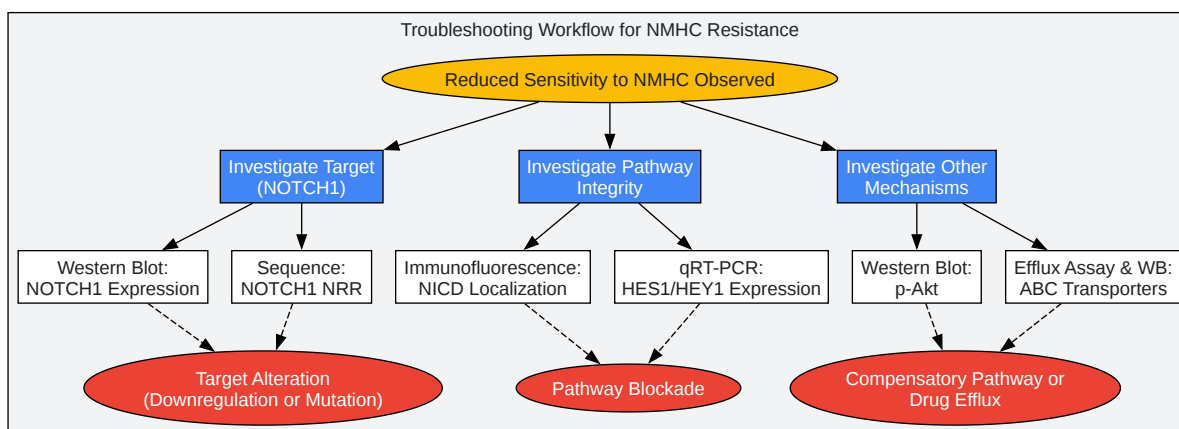 Troubleshooting Workflow for NMHC Resistance
Reduced Sensitivity to NMHC Observed
Investigate Target
(NOTCH1)
Investigate Pathway
Integrity
Investigate Other
Mechanisms
Western Blot:
NOTCH1 Expression
Sequence:
NOTCH1 NRR
Immunofluorescence:
NICD Localization
qRT-PCR:
HES1/HEY1 Expression
Western Blot:
p-Akt
Efflux Assay & WB:
ABC Transporters
Target Alteration
(Downregulation or Mutation)
Pathway Blockade
Compensatory Pathway or
Drug Efflux